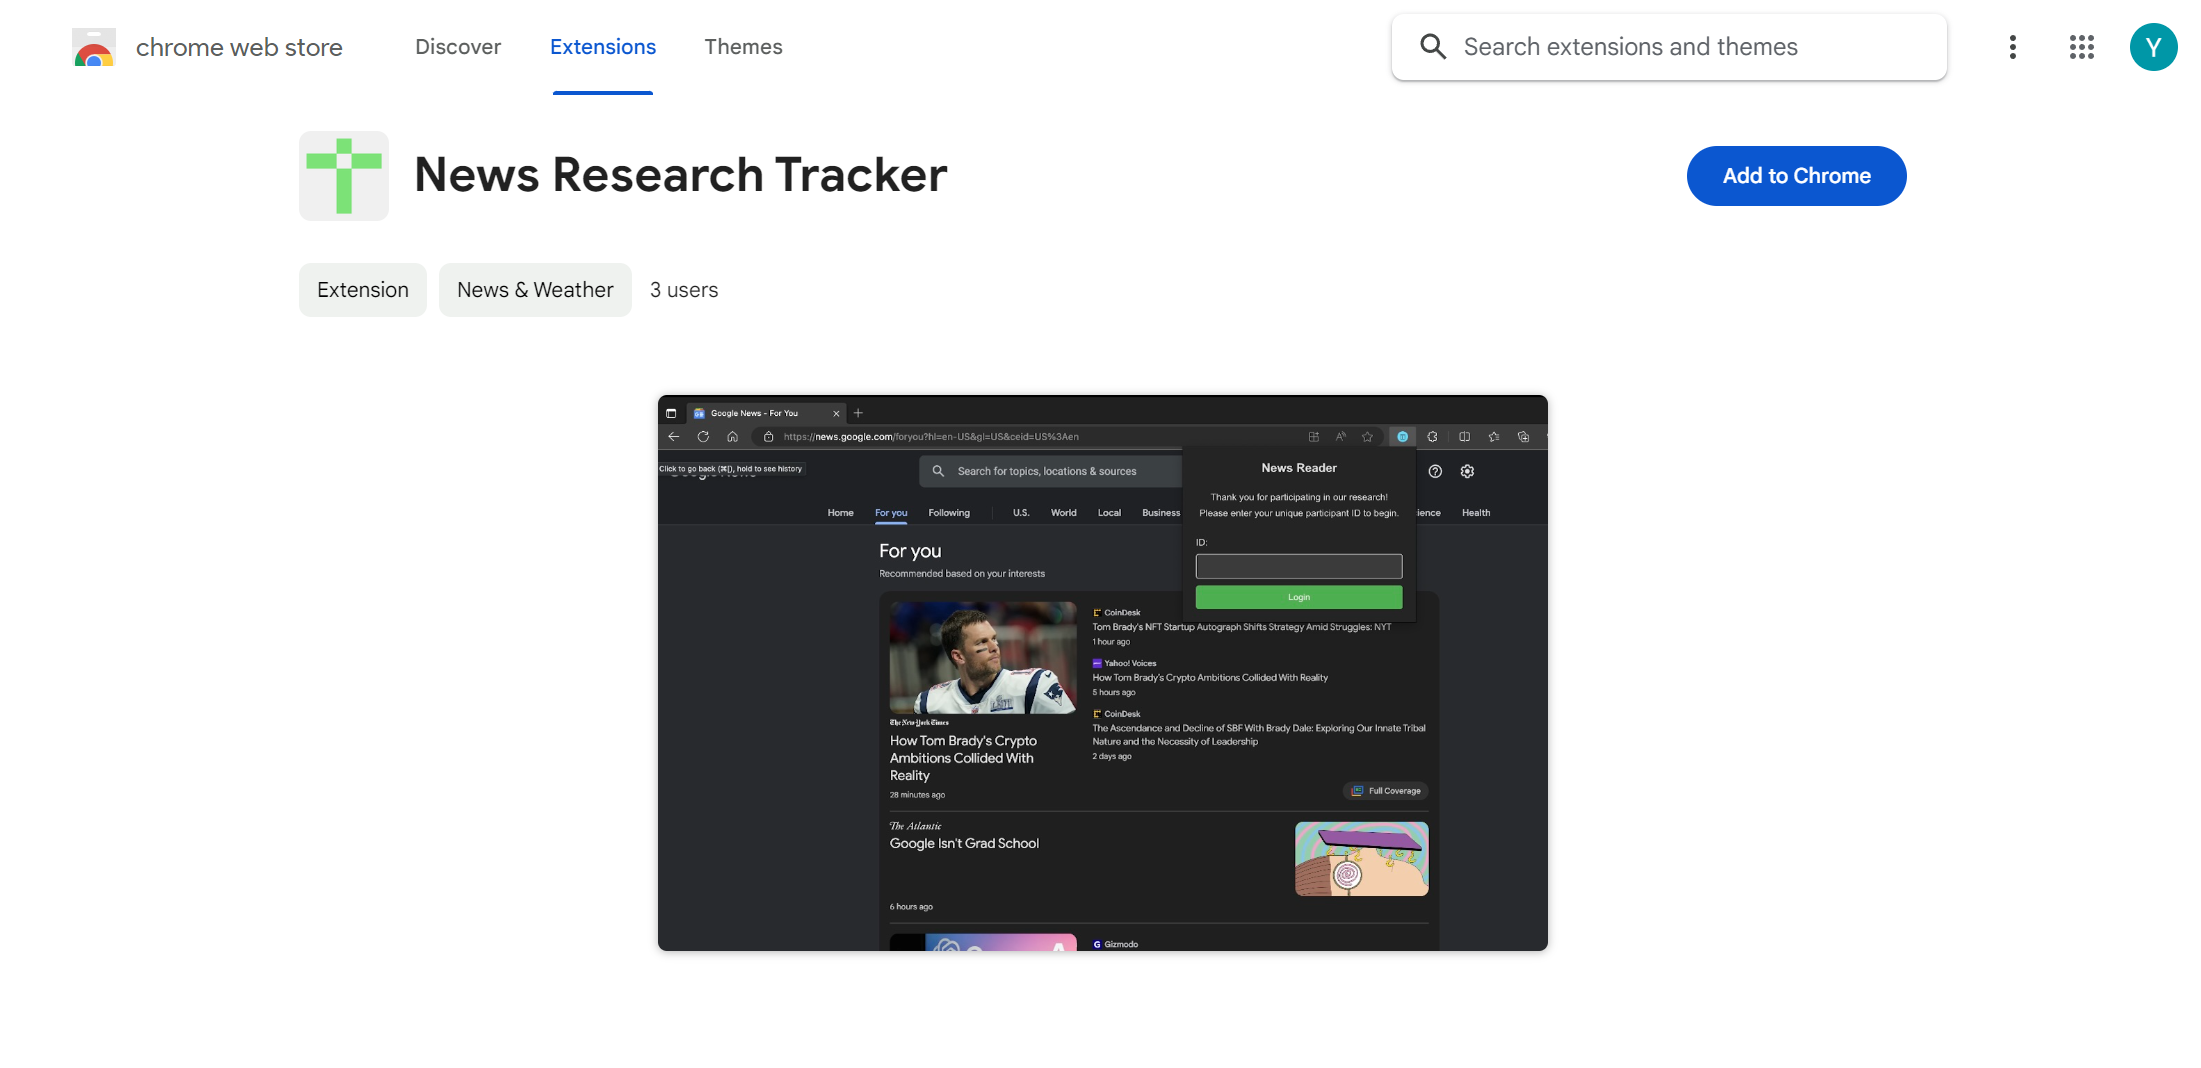 chrome web store
Discover
Extensions
Themes
Search extensions and themes
Y
News Research Tracker
Add to Chrome
Extension
News & Weather
3 users
Google News - For You
https://news.google.com/foryou?hl=en-US&gl=US&ceid=US%3Aen
Click to go back (⌘[), hold to see history
Search for topics, locations & sources
Home
For you
Following
U.S.
World
Local
Business
ience
Health
News Reader
Thank you for participating in our research!
Please enter your unique participant ID to begin.
ID:
Login
For you
Recommended based on your interests
The New York Times
How Tom Brady's Crypto
Ambitions Collided With
Reality
28 minutes ago
CoinDesk
Tom Brady's NFT Startup Autograph Shifts Strategy Amid Struggles: NYT
1 hour ago
Yahoo! Voices
How Tom Brady's Crypto Ambitions Collided With Reality
5 hours ago
CoinDesk
The Ascendance and Decline of SBF With Brady Dale: Exploring Our Innate Tribal
Nature and the Necessity of Leadership
2 days ago
Full Coverage
The Atlantic
Google Isn't Grad School
6 hours ago
G Gizmodo